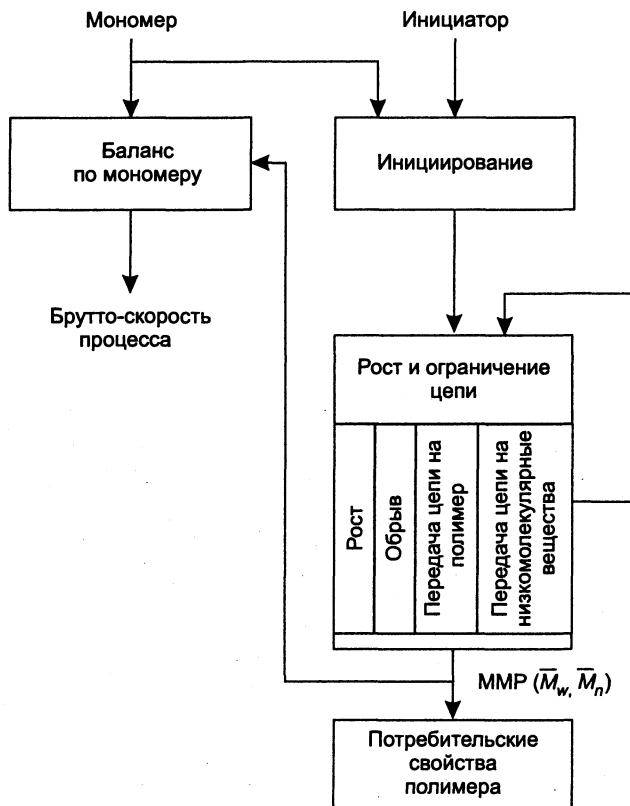 Мономер
Инициатор
Баланс
по мономеру
Инициирование
Брутто-скорость
процесса
Рост и ограничение
цепи
Рост
Обрыв
Передача цепи на
полимер
Передача цепи на
низкомолекулярные
вещества
ММР (M̅w, M̅n)
Потребительские
свойства
полимера